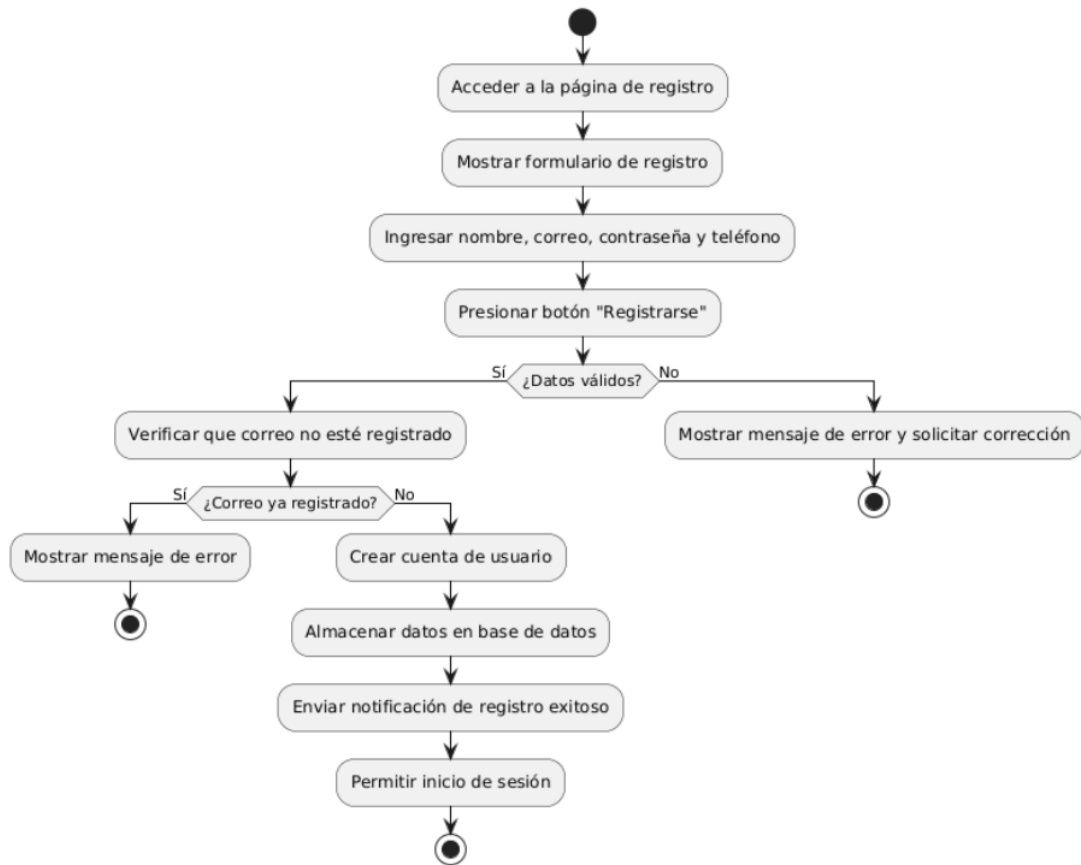 Acceder a la página de registro
Mostrar formulario de registro
Ingresar nombre, correo, contraseña y teléfono
Presionar botón "Registrarse"
Sí
¿Datos válidos?
No
Verificar que correo no esté registrado
Mostrar mensaje de error y solicitar corrección
Sí
¿Correo ya registrado?
No
Mostrar mensaje de error
Crear cuenta de usuario
Almacenar datos en base de datos
Enviar notificación de registro exitoso
Permitir inicio de sesión